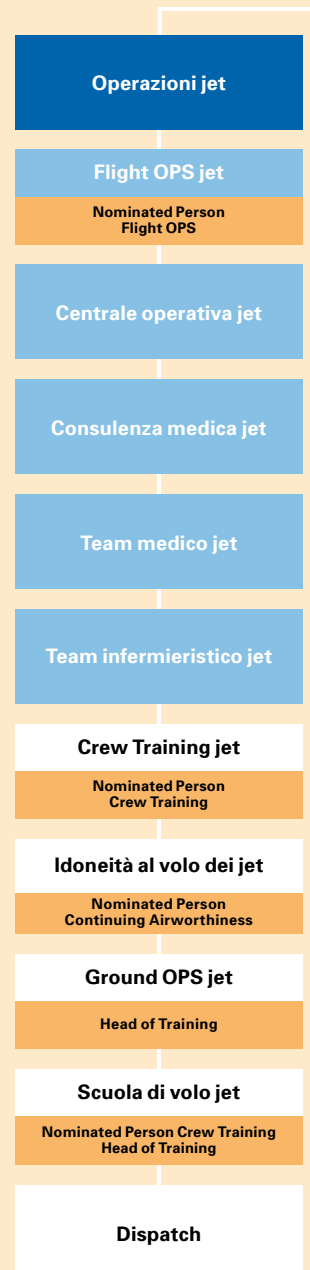 Operazioni jet
Flight OPS jet
Nominated Person
Flight OPS
Centrale operativa jet
Consulenza medica jet
Team medico jet
Team infermieristico jet
Crew Training jet
Nominated Person
Crew Training
Idoneità al volo dei jet
Nominated Person
Continuing Airworthiness
Ground OPS jet
Head of Training
Scuola di volo jet
Nominated Person Crew Training
Head of Training
Dispatch